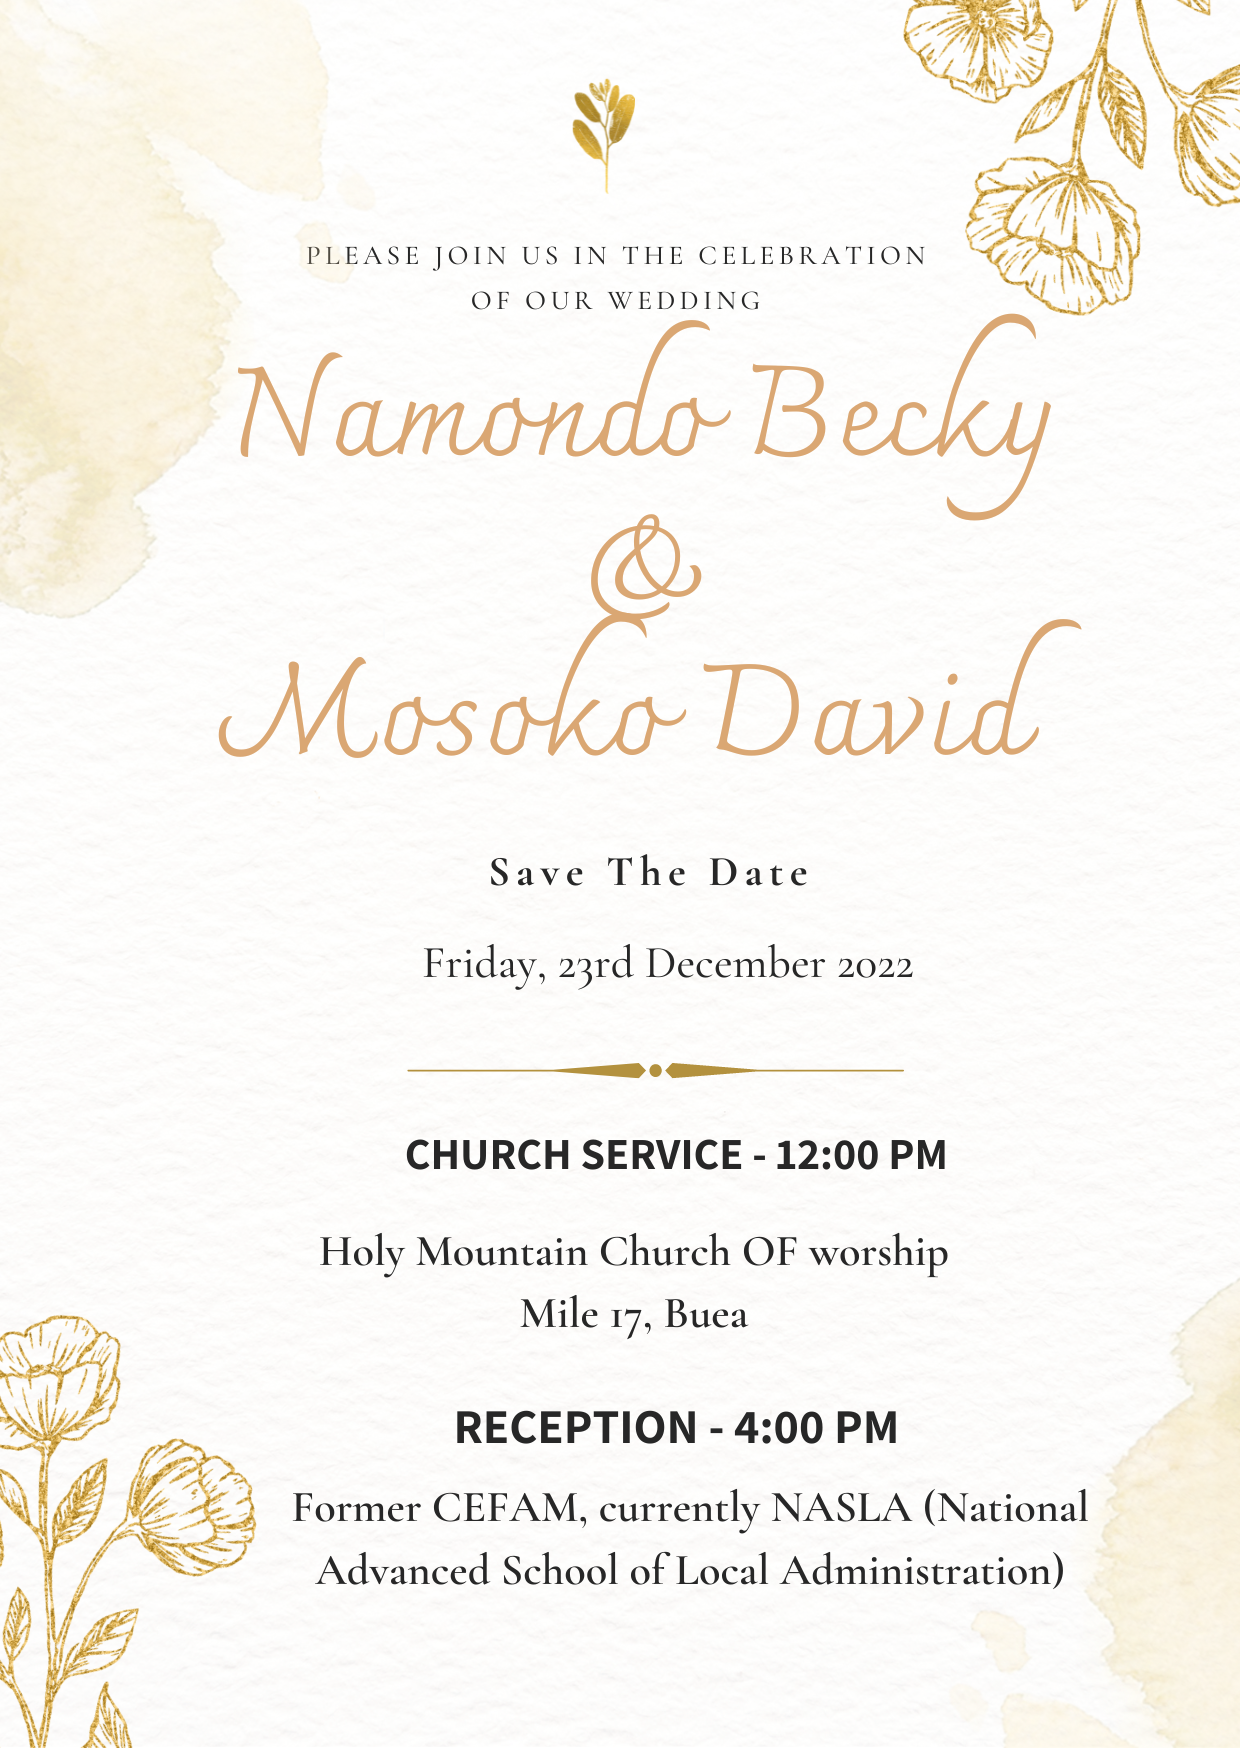 PLEASE JOIN US IN THE CELEBRATION
OF OUR WEDDING
Namondo Becky
&
Mosoko David
Save The Date
Friday, 23rd December 2022
CHURCH SERVICE - 12:00 PM
Holy Mountain Church OF worship
Mile 17, Buea
RECEPTION - 4:00 PM
Former CEFAM, currently NASLA (National
Advanced School of Local Administration)